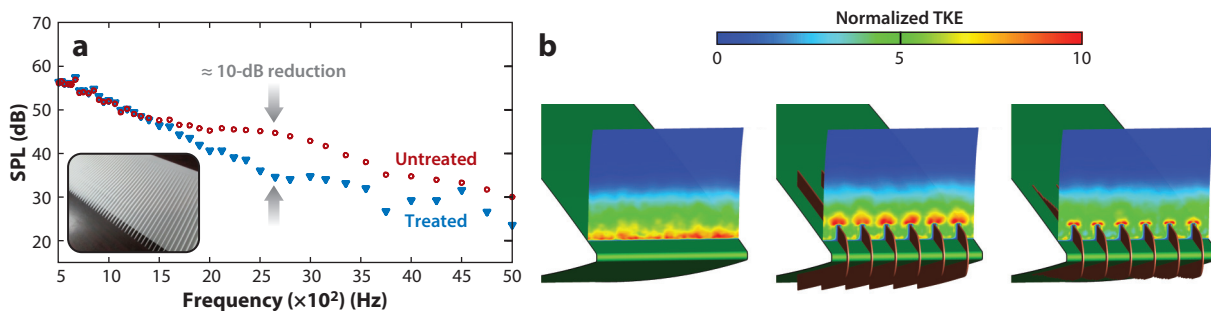 a
≈ 10-dB reduction
Untreated
Treated
SPL (dB)
70
60
50
40
30
20
5
10
15
20
25
30
35
40
45
50
Frequency (×10²) (Hz)
b
Normalized TKE
0
5
10